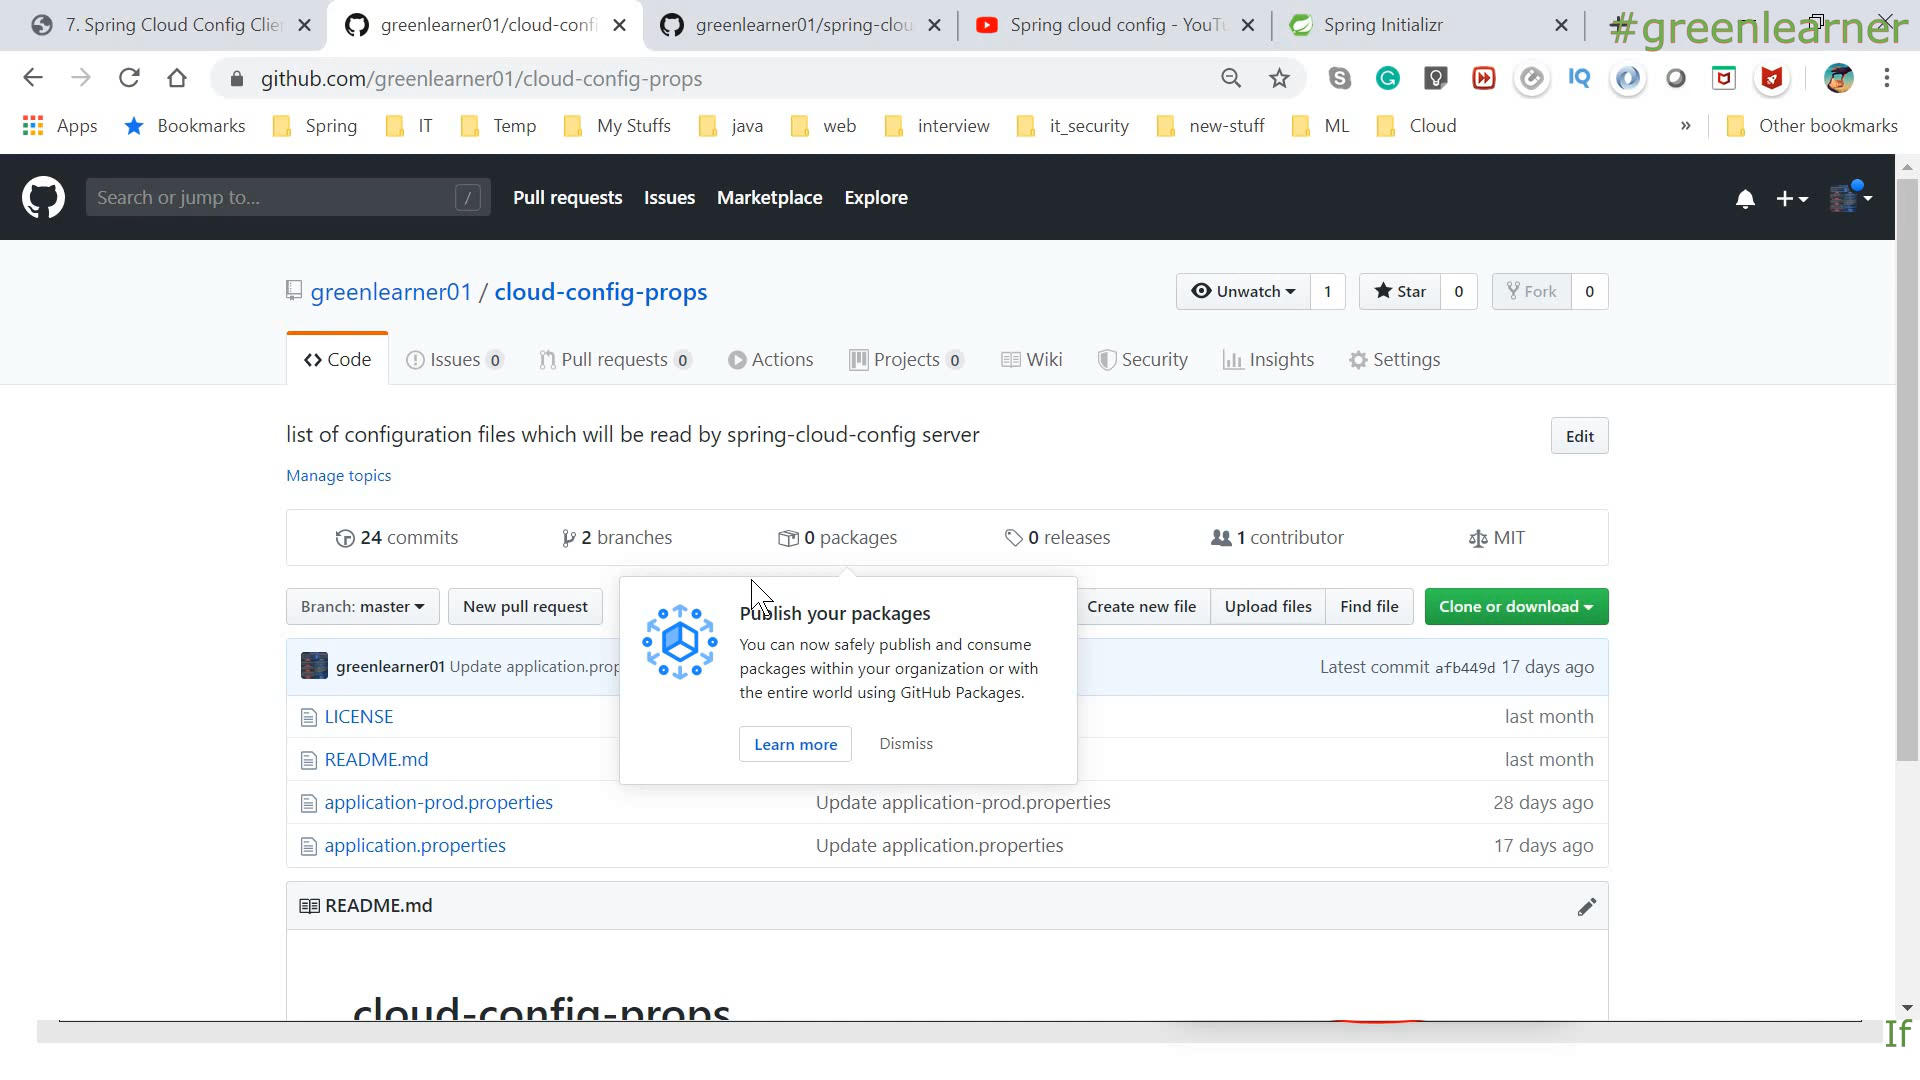 7. Spring Cloud Config Clie
greenlearner01/cloud-confi
greenlearner01/spring-clou
Spring cloud config - YouTu
Spring Initializr
#greenlearner
github.com/greenlearner01/cloud-config-props
Apps Bookmarks Spring IT Temp My Stuffs java web interview it_security new-stuff ML Cloud » Other bookmarks
Search or jump to... / Pull requests Issues Marketplace Explore
greenlearner01 / cloud-config-props
Unwatch 1 Star 0 Fork 0
Code Issues 0 Pull requests 0 Actions Projects 0 Wiki Security Insights Settings
list of configuration files which will be read by spring-cloud-config server
Edit
Manage topics
24 commits 2 branches 0 packages 0 releases 1 contributor MIT
Branch: master New pull request Create new file Upload files Find file Clone or download
Publish your packages
You can now safely publish and consume
packages within your organization or with
the entire world using GitHub Packages.
Learn more Dismiss
greenlearner01 Update application.prop Latest commit afb449d 17 days ago
LICENSE last month
README.md last month
application-prod.properties Update application-prod.properties 28 days ago
application.properties Update application.properties 17 days ago
README.md
cloud-config-props
If